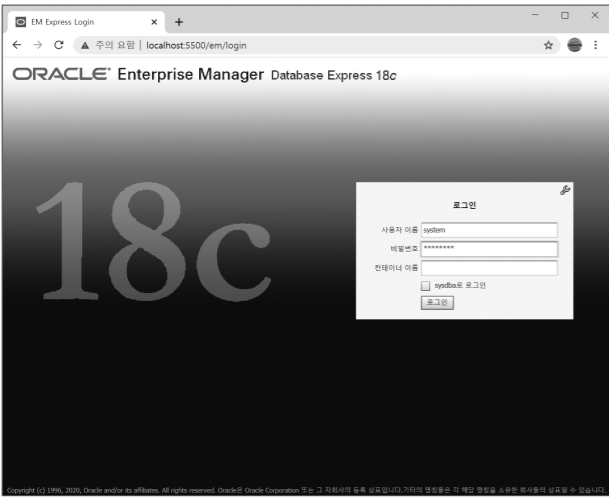 EM Express Login
주의 요함 | localhost:5500/em/login
ORACLE Enterprise Manager Database Express 18c
18c
로그인
사용자 이름 system
비밀번호 ********
컨테이너 이름
sysdba로 로그인
로그인
Copyright (c) 1996, 2020, Oracle and/or its affiliates. All rights reserved. Oracle은 Oracle Corporation 또는 그 자회사의 등록 상표입니다.기타의 명칭들은 각 해당 명칭을 소유한 회사들의 상표일 수 있습니다.